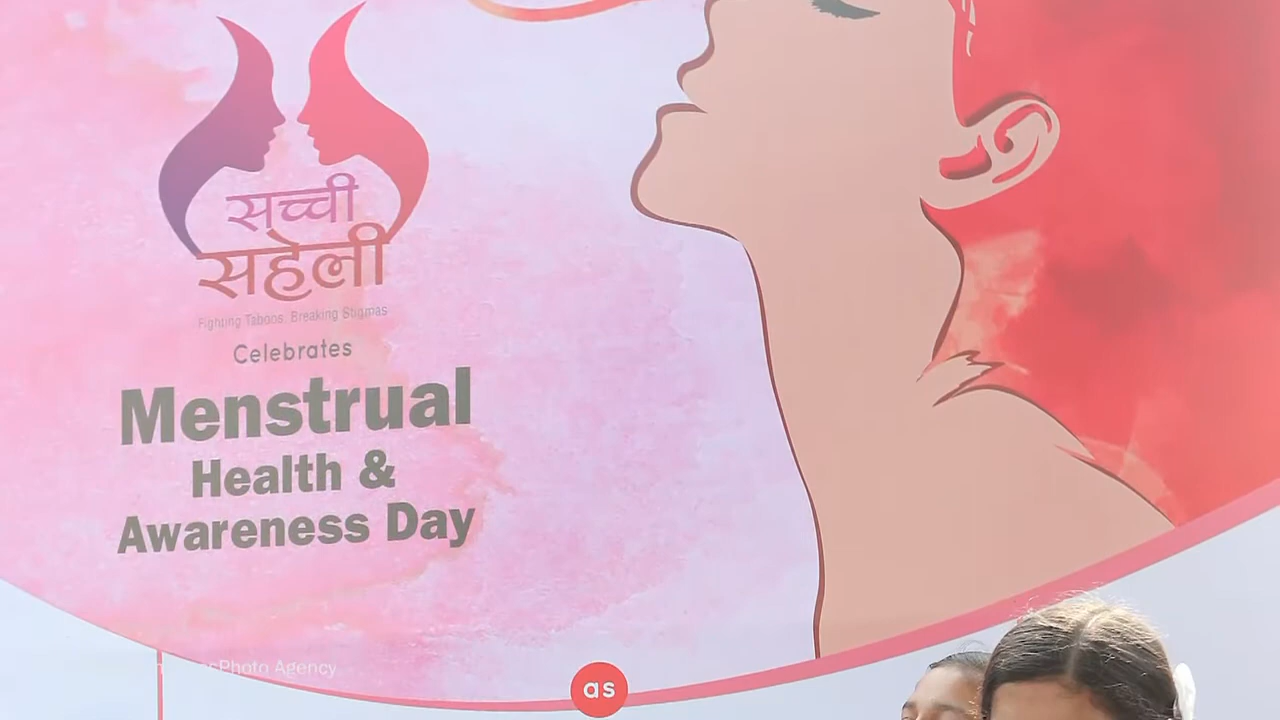 सच्ची
सहेली
Fighting Taboos, Breaking Stigmas
Celebrates
Menstrual
Health &
Awareness Day
Photo Agency
as